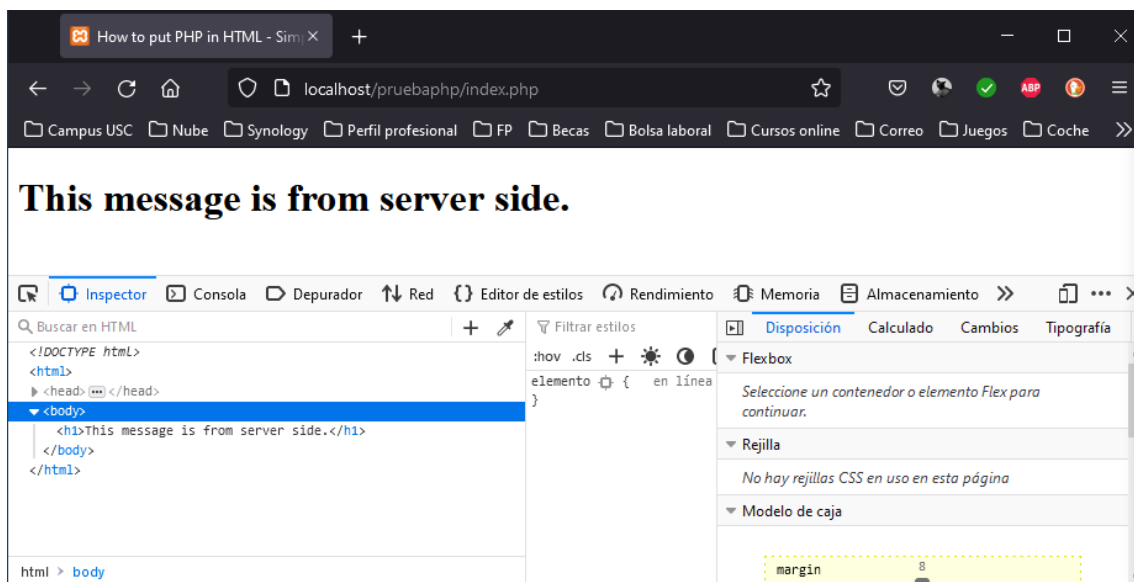 How to put PHP in HTML - Sim
localhost/pruebaphp/index.php
ABP
Campus USC Nube Synology Perfil profesional FP Becas Bolsa laboral Cursos online Correo Juegos Coche
This message is from server side.
Inspector Consola Depurador Red Editor de estilos Rendimiento Memoria Almacenamiento
Buscar en HTML
Filtrar estilos
Disposición Calculado Cambios Tipografía
<!DOCTYPE html>
<html>
<head> ... </head>
<body>
<h1>This message is from server side.</h1>
</body>
</html>
:hov .cls
elemento { en línea
}
Flexbox
Seleccione un contenedor o elemento Flex para
continuar.
Rejilla
No hay rejillas CSS en uso en esta página
Modelo de caja
margin 8
html > body